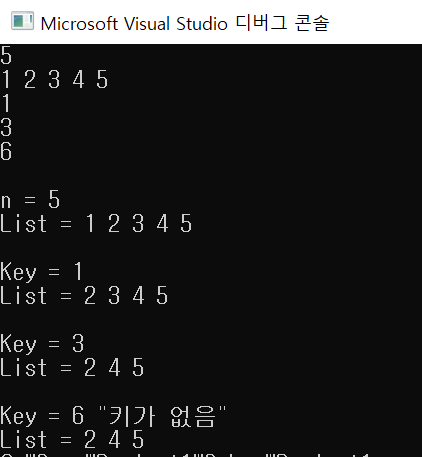 Microsoft Visual Studio 디버그 콘솔
5
1 2 3 4 5
1
3
6
n = 5
List = 1 2 3 4 5
Key = 1
List = 2 3 4 5
Key = 3
List = 2 4 5
Key = 6 "키가 없음"
List = 2 4 5